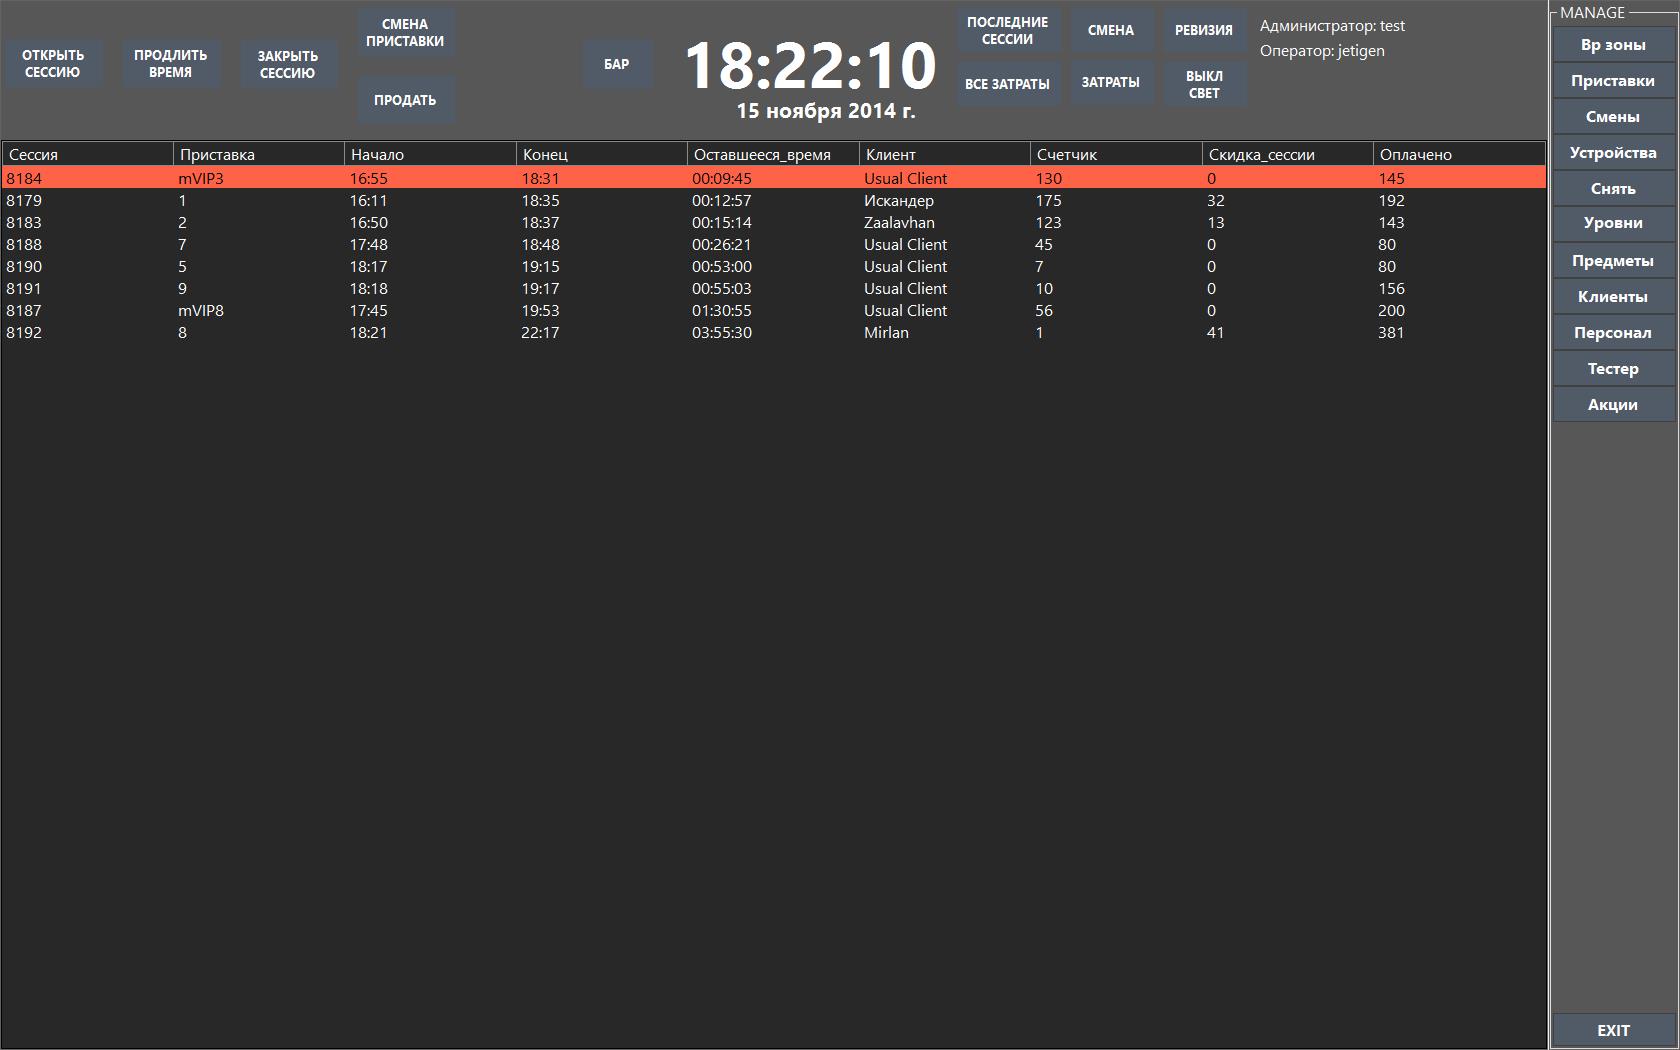 ОТКРЫТЬ
СЕССИЮ
ПРОДЛИТЬ
ВРЕМЯ
ЗАКРЫТЬ
СЕССИЮ
СМЕНА
ПРИСТАВКИ
ПРОДАТЬ
БАР
18:22:10
15 ноября 2014 г.
ПОСЛЕДНИЕ
СЕССИИ
СМЕНА
РЕВИЗИЯ
ВСЕ ЗАТРАТЫ
ЗАТРАТЫ
ВЫКЛ
СВЕТ
Администратор: test
Оператор: jetigen
Сессия Приставка Начало Конец Оставшееся_время Клиент Счетчик Скидка_сессии Оплачено
8184 mVIP3 16:55 18:31 00:09:45 Usual Client 130 0 145
8179 1 16:11 18:35 00:12:57 Искандер 175 32 192
8183 2 16:50 18:37 00:15:14 Zaalavhan 123 13 143
8188 7 17:48 18:48 00:26:21 Usual Client 45 0 80
8190 5 18:17 19:15 00:53:00 Usual Client 7 0 80
8191 9 18:18 19:17 00:55:03 Usual Client 10 0 156
8187 mVIP8 17:45 19:53 01:30:55 Usual Client 56 0 200
8192 8 18:21 22:17 03:55:30 Mirlan 1 41 381
MANAGE
Вр зоны
Приставки
Смены
Устройства
Снять
Уровни
Предметы
Клиенты
Персонал
Тестер
Акции
EXIT